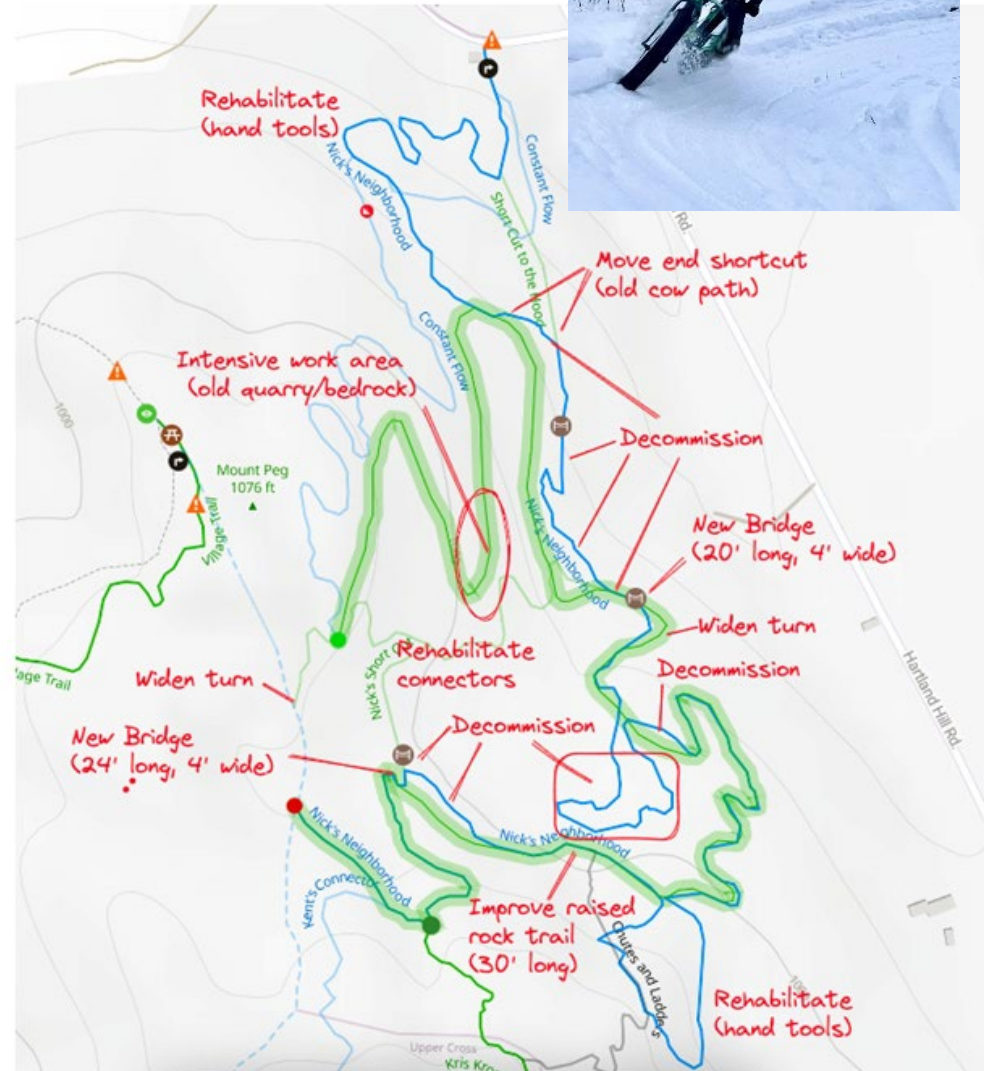 Rehabilitate
(hand tools)
Nick's Neighborhood
Constant Flow
Short Cut to the Hood
Rd.
Move end shortcut
(old cow path)
Constant Flow
Intensive work area
(old quarry/bedrock)
1000
Decommission
Mount Peg
1076 ft
Village Trail
Nick's Neighborhood
New Bridge
(20' long, 4' wide)
Widen turn
Rehabilitate
connectors
Nick's Short
Decommission
age Trail
Widen turn
Hartland Hill Rd.
Decommission
New Bridge
(24' long, 4' wide)
Nick's Neighborhood
Nick's Neighborhood
Kent's Connector
Improve raised
rock trail
(30' long)
Chutes and Ladders
Rehabilitate
(hand tools)
Upper Cross
Kris Kro